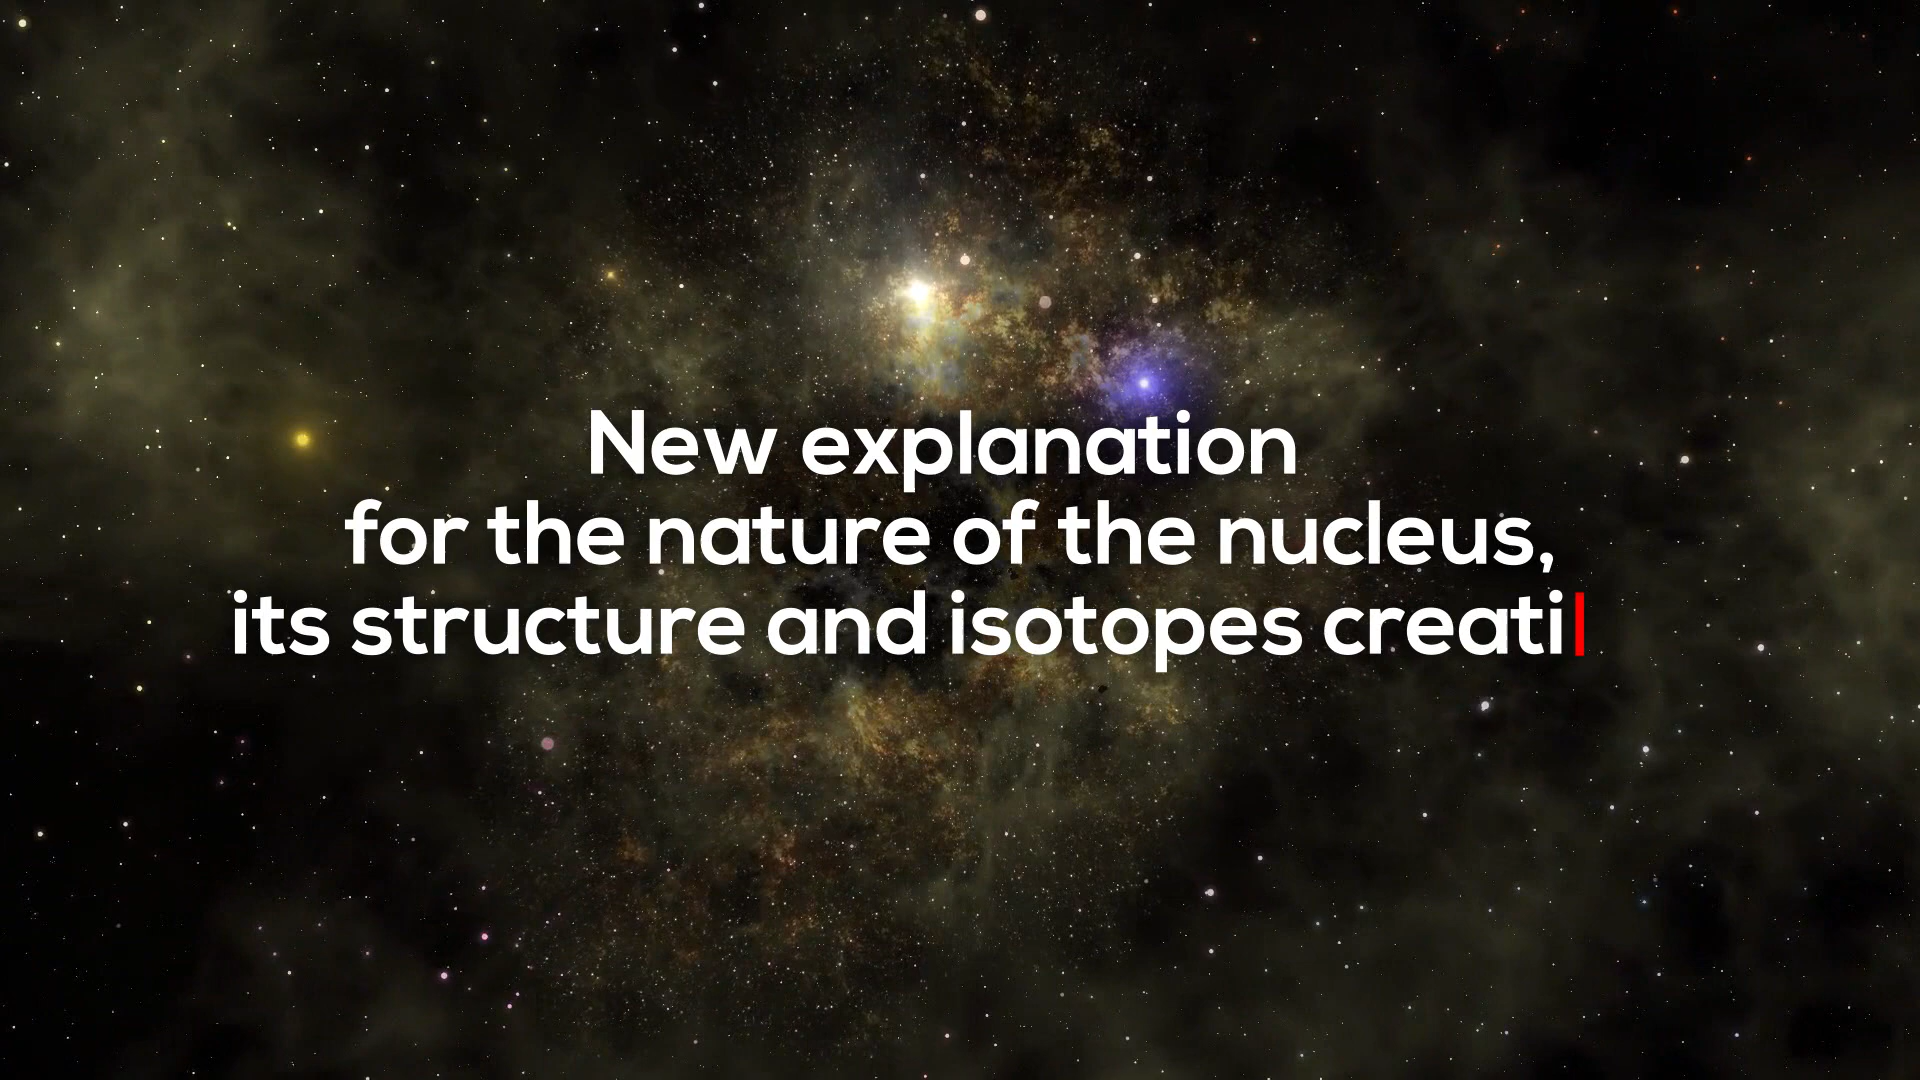 New explanation
for the nature of the nucleus,
its structure and isotopes creati